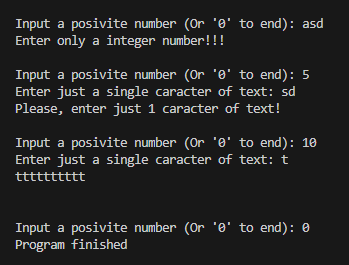 Input a posivite number (Or '0' to end): asd
Enter only a integer number!!!
Input a posivite number (Or '0' to end): 5
Enter just a single caracter of text: sd
Please, enter just 1 caracter of text!
Input a posivite number (Or '0' to end): 10
Enter just a single caracter of text: t
tttttttttt
Input a posivite number (Or '0' to end): 0
Program finished